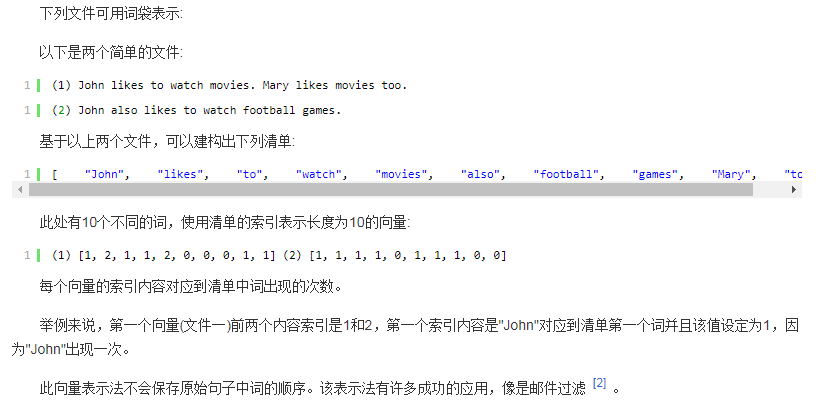 下列文件可用词袋表示:
以下是两个简单的文件:
1 (1) John likes to watch movies. Mary likes movies too.
1 (2) John also likes to watch football games.
基于以上两个文件，可以建构出下列清单:
1 [ "John", "likes", "to", "watch", "movies", "also", "football", "games", "Mary", "to
此处有10个不同的词，使用清单的索引表示长度为10的向量:
1 (1) [1, 2, 1, 1, 2, 0, 0, 0, 1, 1] (2) [1, 1, 1, 1, 0, 1, 1, 1, 0, 0]
每个向量的索引内容对应到清单中词出现的次数。
举例来说，第一个向量(文件一)前两个内容索引是1和2，第一个索引内容是"John"对应到清单第一个词并且该值设定为1，因
为"John"出现一次。
此向量表示法不会保存原始句子中词的顺序。该表示法有许多成功的应用，像是邮件过滤 [2] 。